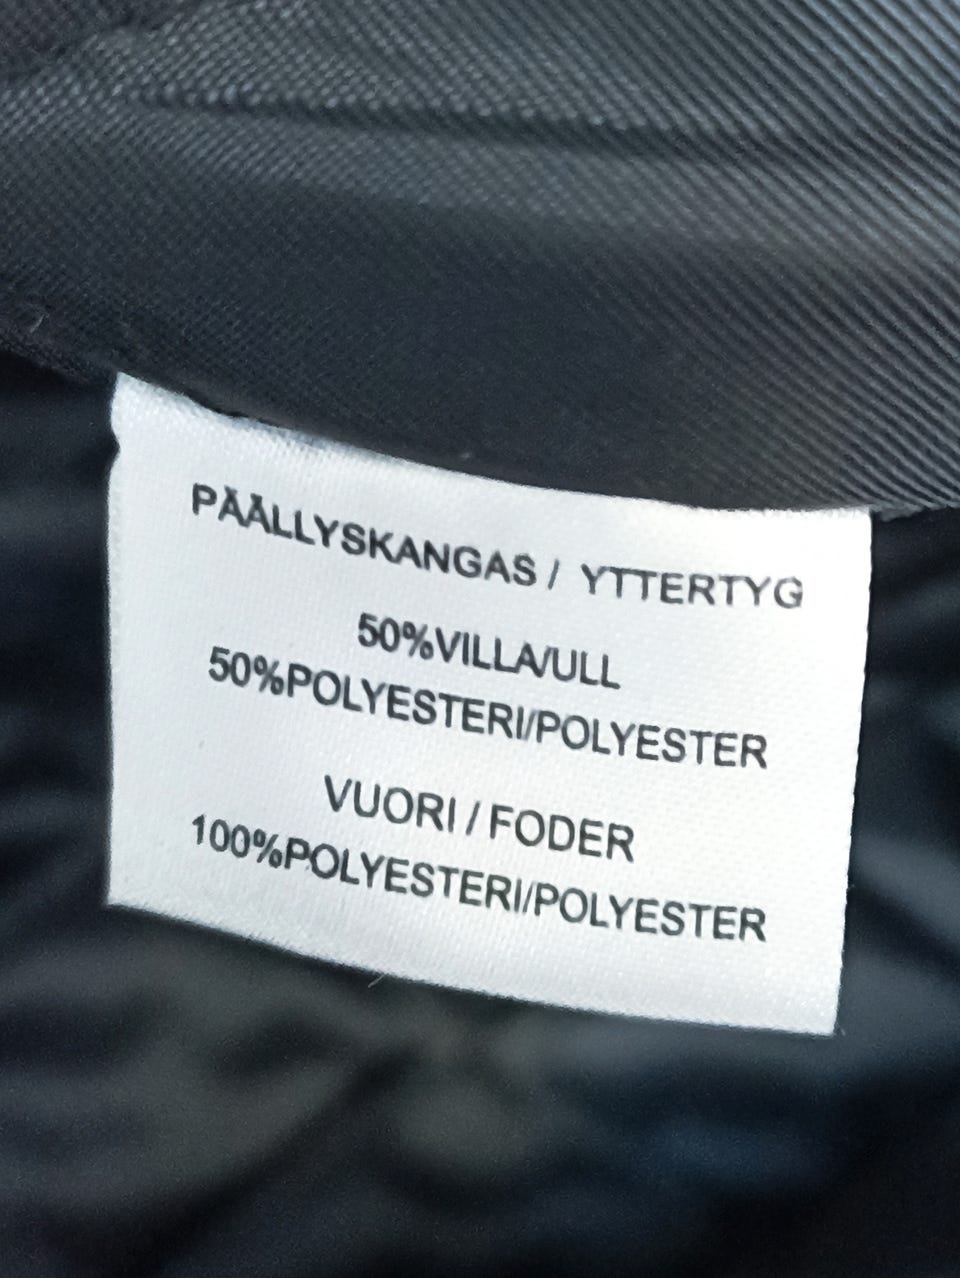 PÄÄLLYSKANGAS / YTTERTYG
50%VILLA/ULL
50%POLYESTERI/POLYESTER
VUORI / FODER
100%POLYESTERI/POLYESTER